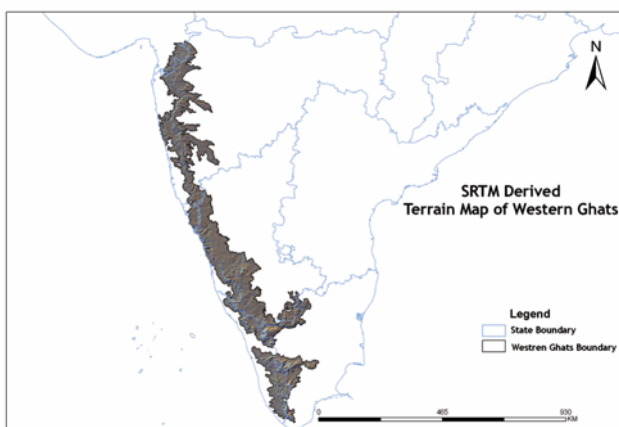 N
SRTM Derived
Terrain Map of Western Ghats
Legend
State Boundary
Westren Ghats Boundary
0 465 930
KM